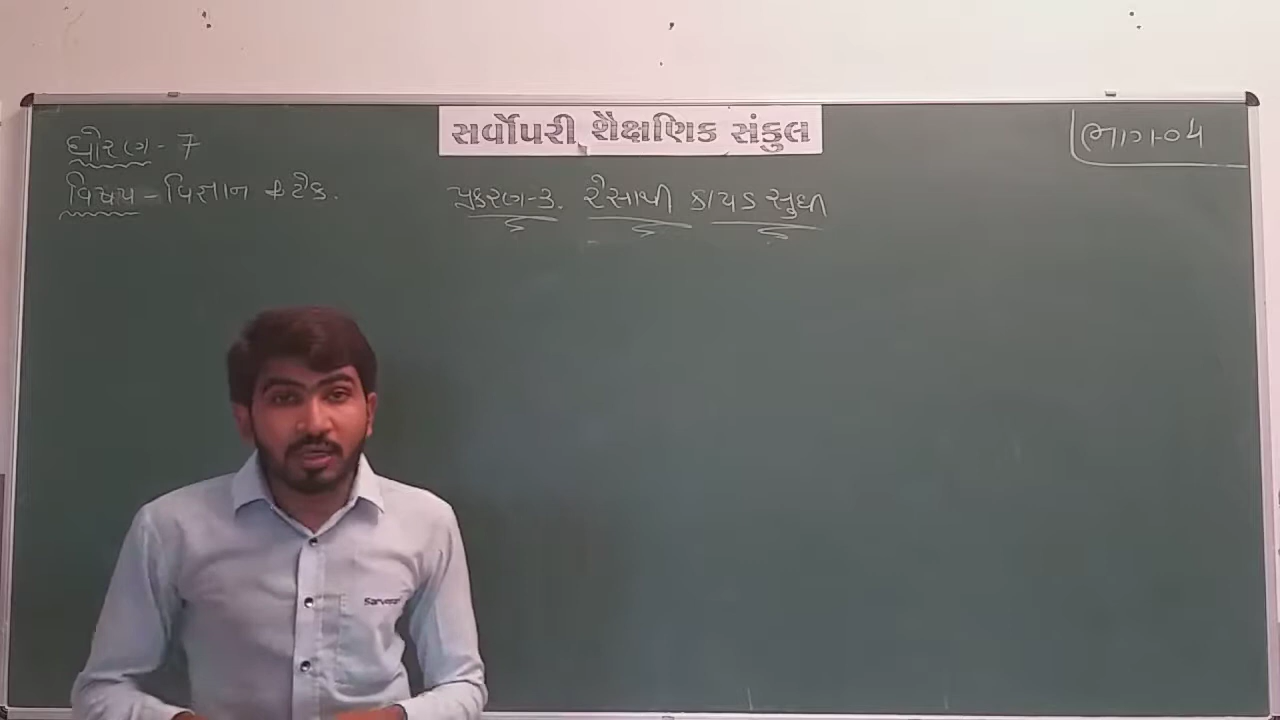 સર્વોપરી શૈક્ષણિક સંકુલ
ધોરણ - 7
ભાગ-04
વિષય - વિજ્ઞાન & ટેક.
પ્રકરણ-3. રેસાથી કાપડ સુધી